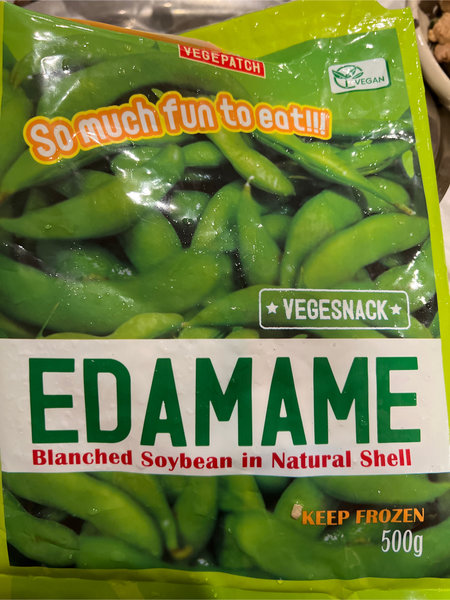 VEGEPATCH
VEGAN
So much fun to eat!!!
VEGESNACK
EDAMAME
Blanched Soybean in Natural Shell
KEEP FROZEN
500g